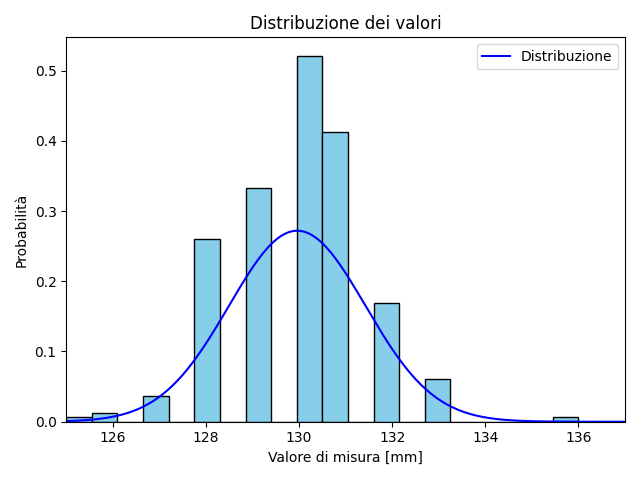 Distribuzione dei valori
Distribuzione
Probabilità
0.5
0.4
0.3
0.2
0.1
0.0
126 128 130 132 134 136
Valore di misura [mm]